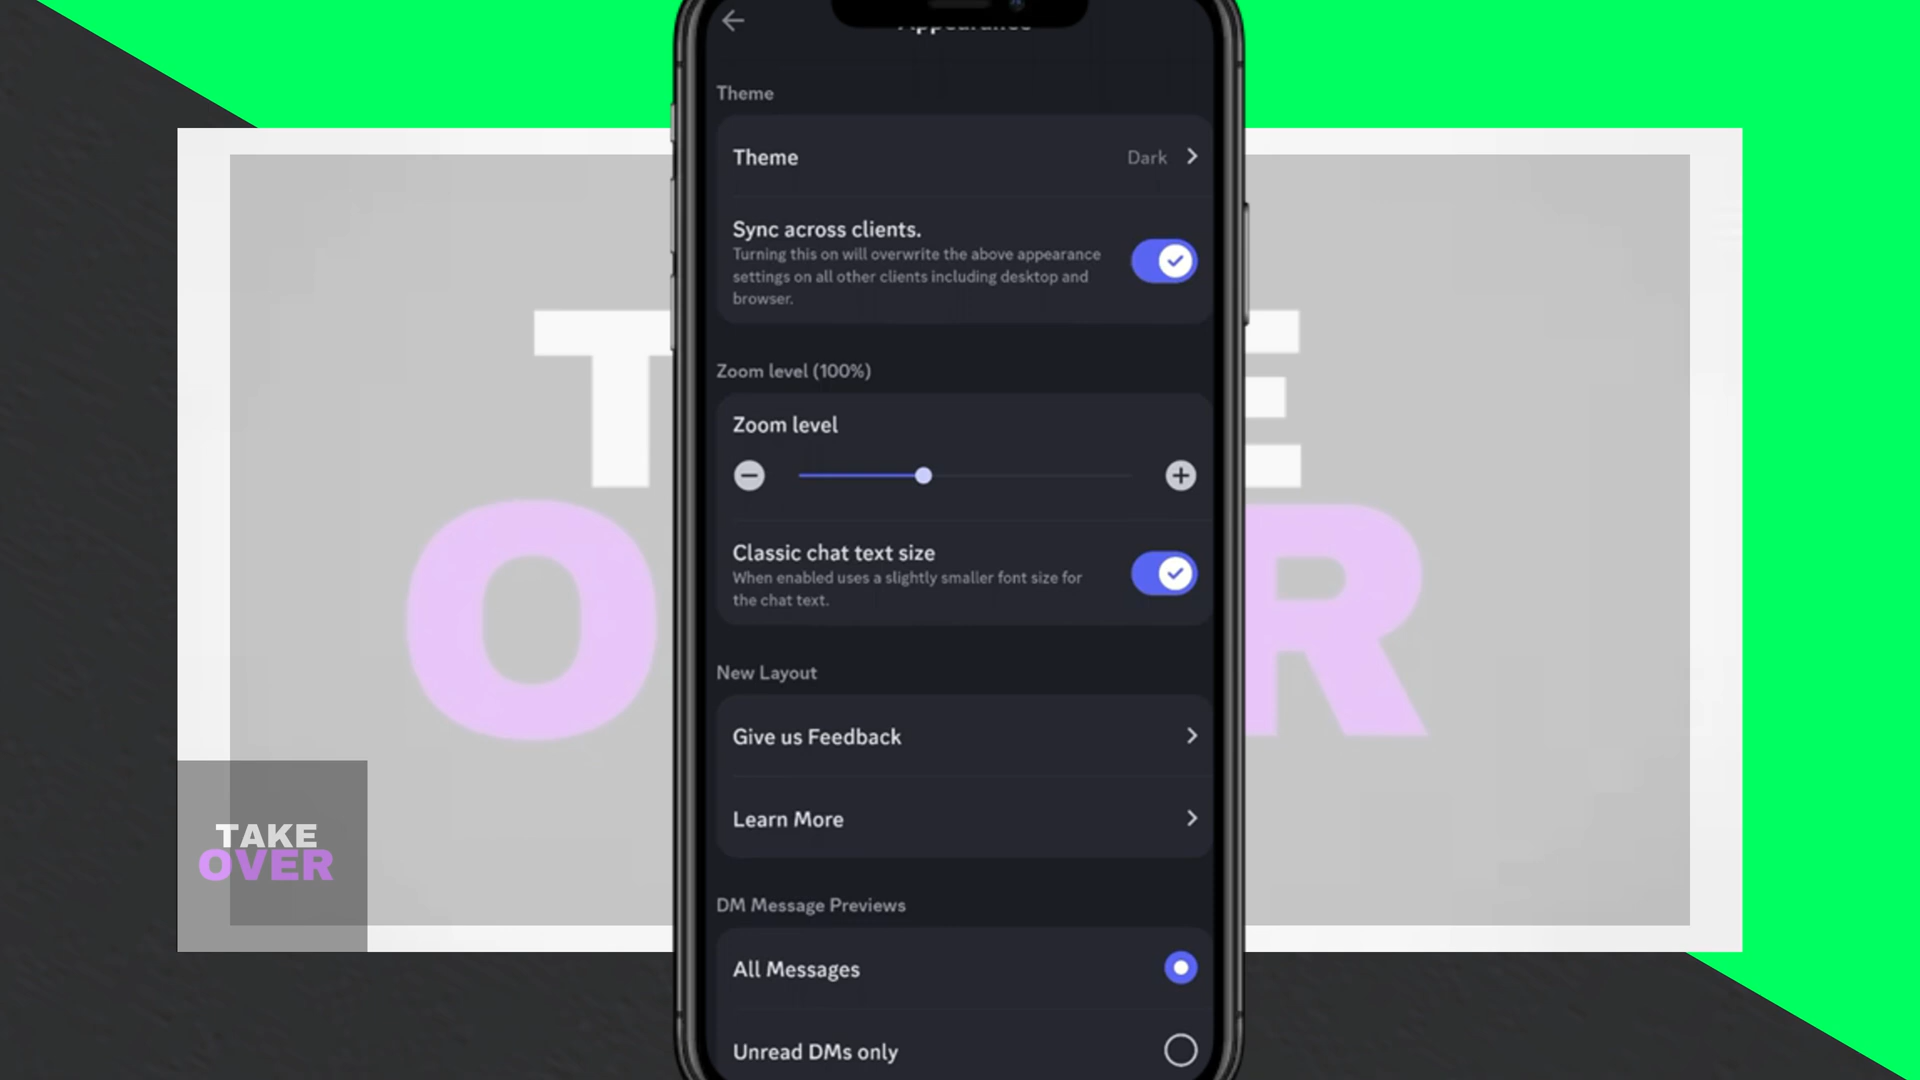 Appearance
Theme
Theme
Dark
Sync across clients.
Turning this on will overwrite the above appearance
settings on all other clients including desktop and
browser.
Zoom level (100%)
Zoom level
Classic chat text size
When enabled uses a slightly smaller font size for
the chat text.
New Layout
Give us Feedback
Learn More
DM Message Previews
All Messages
Unread DMs only
T E
O R
TAKE
OVER